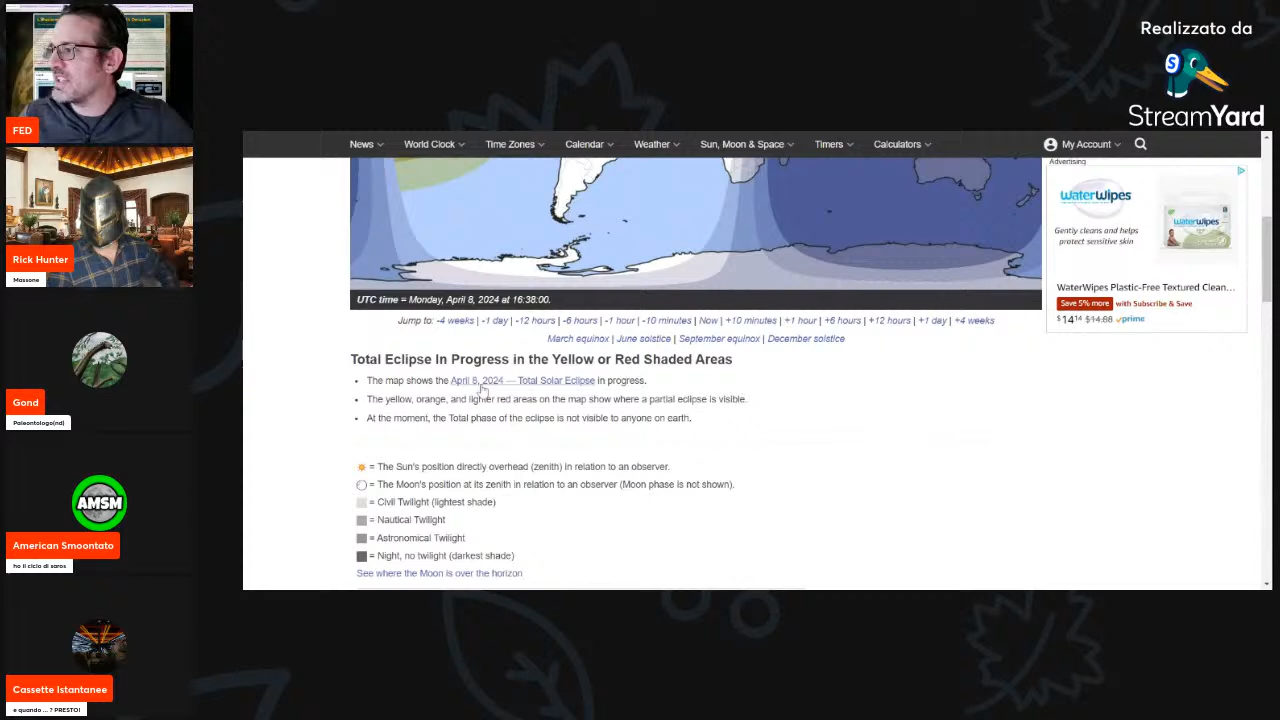 Realizzato da
StreamYard
FED
Rick Hunter
Massone
Gond
Paleontologo(nd)
AMSM
American Smoontato
ho il ciclo di saros
Cassette Istantanee
e quando ... ? PRESTO!
News World Clock Time Zones Calendar Weather Sun, Moon & Space Timers Calculators My Account
UTC time = Monday, April 8, 2024 at 16:38:00.
Jump to: -4 weeks | -1 day | -12 hours | -6 hours | -1 hour | -10 minutes | Now | +10 minutes | +1 hour | +6 hours | +12 hours | +1 day | +4 weeks
March equinox | June solstice | September equinox | December solstice
Total Eclipse In Progress in the Yellow or Red Shaded Areas
• The map shows the April 8, 2024 — Total Solar Eclipse in progress.
• The yellow, orange, and lighter red areas on the map show where a partial eclipse is visible.
• At the moment, the Total phase of the eclipse is not visible to anyone on earth.
= The Sun's position directly overhead (zenith) in relation to an observer.
= The Moon's position at its zenith in relation to an observer (Moon phase is not shown).
= Civil Twilight (lightest shade)
= Nautical Twilight
= Astronomical Twilight
= Night, no twilight (darkest shade)
See where the Moon is over the horizon
Advertising
WaterWipes
Gently cleans and helps
protect sensitive skin
WaterWipes
WaterWipes Plastic-Free Textured Clean...
Save 5% more with Subscribe & Save
$14.14 $14.88 prime